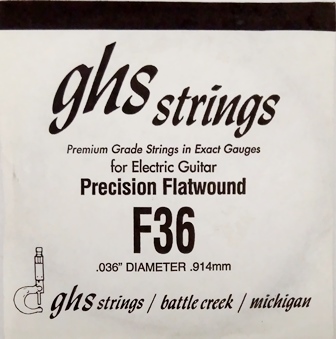 ghs strings
Premium Grade Strings in Exact Gauges
for Electric Guitar
Precision Flatwound
F36
.036" DIAMETER .914mm
ghs strings / battle creek / michigan